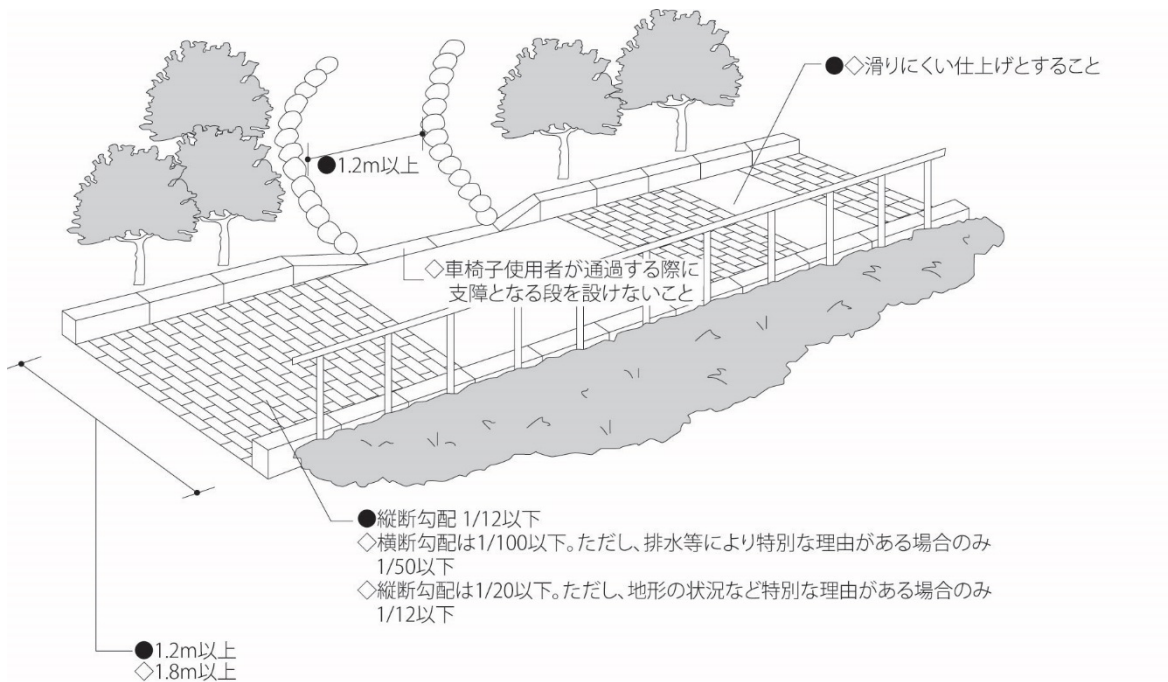 ●◇滑りにくい仕上げとすること
●1.2m以上
◇車椅子使用者が通過する際に
支障となる段を設けないこと
●縦断勾配 1/12以下
◇横断勾配は1/100以下。ただし、排水等により特別な理由がある場合のみ
1/50以下
◇縦断勾配は1/20以下。ただし、地形の状況など特別な理由がある場合のみ
1/12以下
●1.2m以上
◇1.8m以上